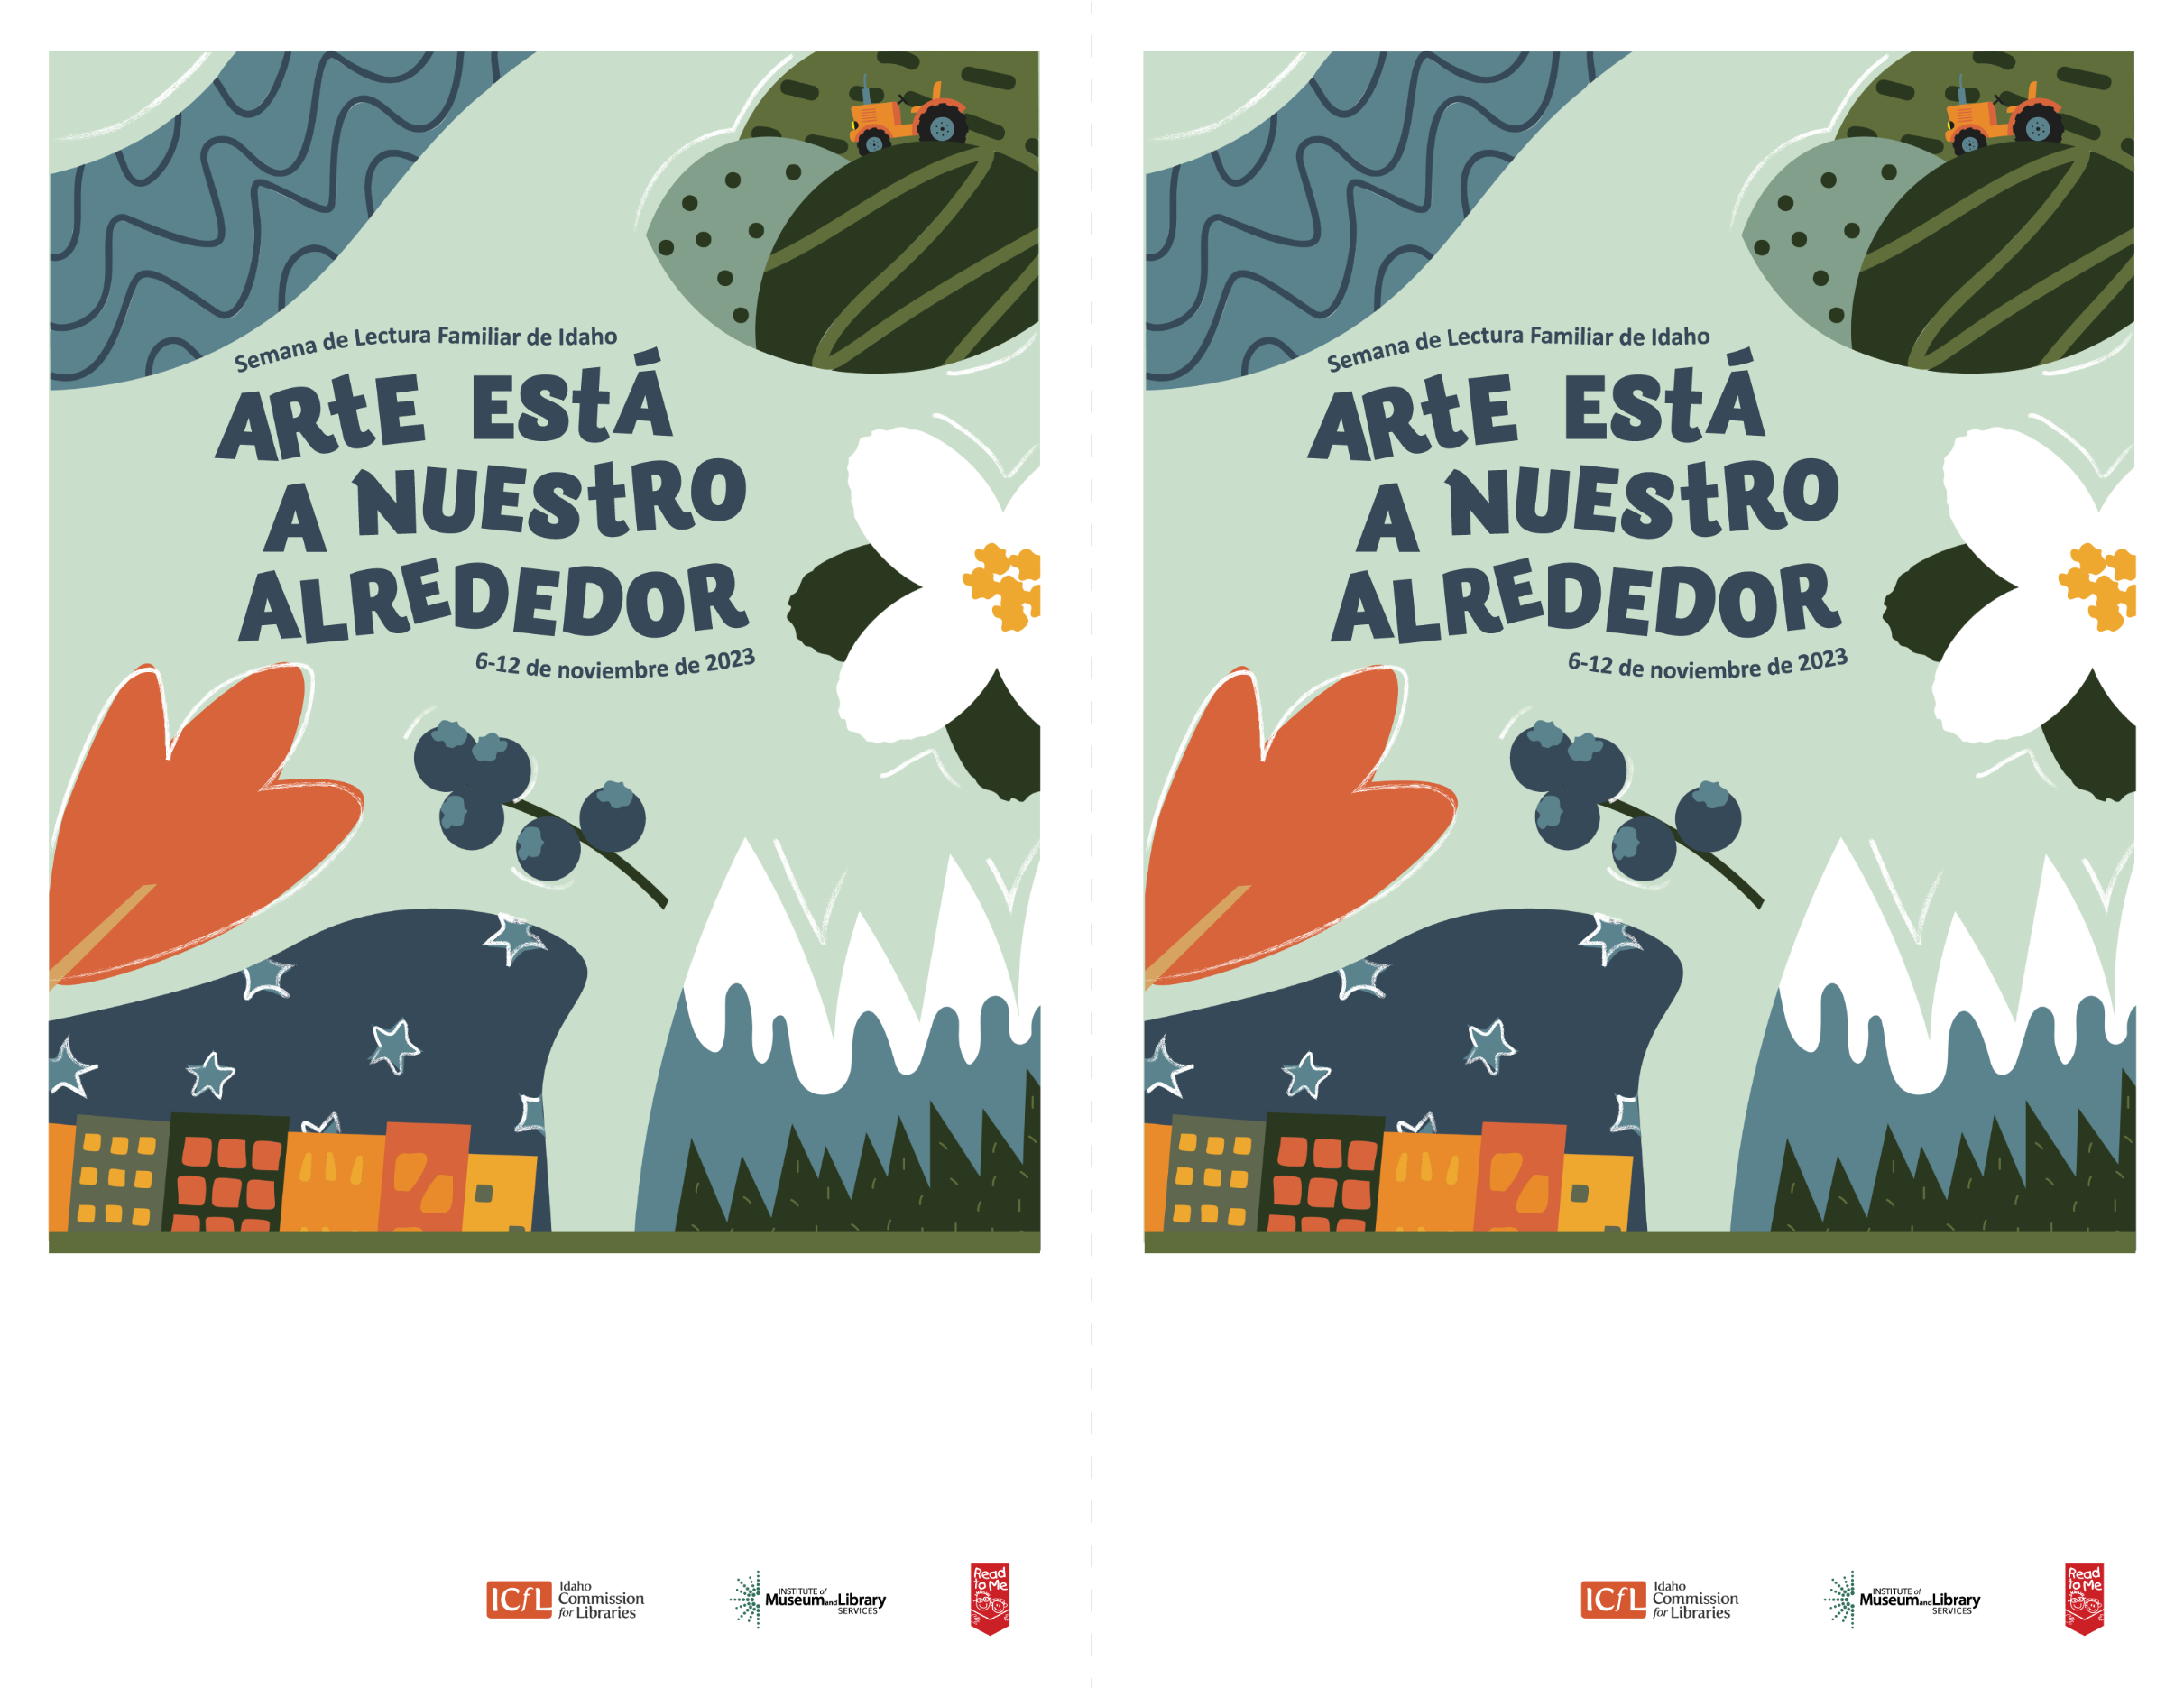 Semana de Lectura Familiar de Idaho
ARtE EStÁ
A NUEStRO
ALREDEDOR
6-12 de noviembre de 2023
ICfL Idaho
Commission
for Libraries
INSTITUTE of
Museum and Library
SERVICES
Read
to Me
Semana de Lectura Familiar de Idaho
ARtE EStÁ
A NUEStRO
ALREDEDOR
6-12 de noviembre de 2023
ICfL Idaho
Commission
for Libraries
INSTITUTE of
Museum and Library
SERVICES
Read
to Me